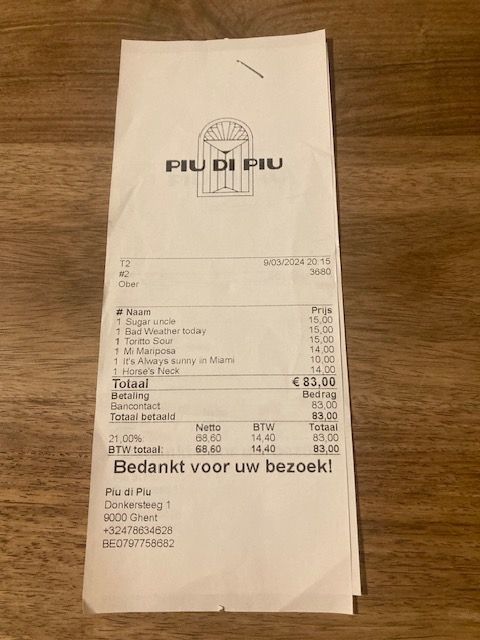 PIU DI PIU
T2 9/03/2024 20:15
#2 3680
Ober
# Naam Prijs
1 Sugar uncle 15,00
1 Bad Weather today 15,00
1 Toritto Sour 15,00
1 Mi Mariposa 14,00
1 It's Always sunny in Miami 10,00
1 Horse's Neck 14,00
Totaal € 83,00
Betaling Bedrag
Bancontact 83,00
Totaal betaald 83,00
Netto BTW Totaal
21,00% 68,60 14,40 83,00
BTW totaal: 68,60 14,40 83,00
Bedankt voor uw bezoek!
Piu di Piu
Donkersteeg 1
9000 Ghent
+32478634628
BE0797758682